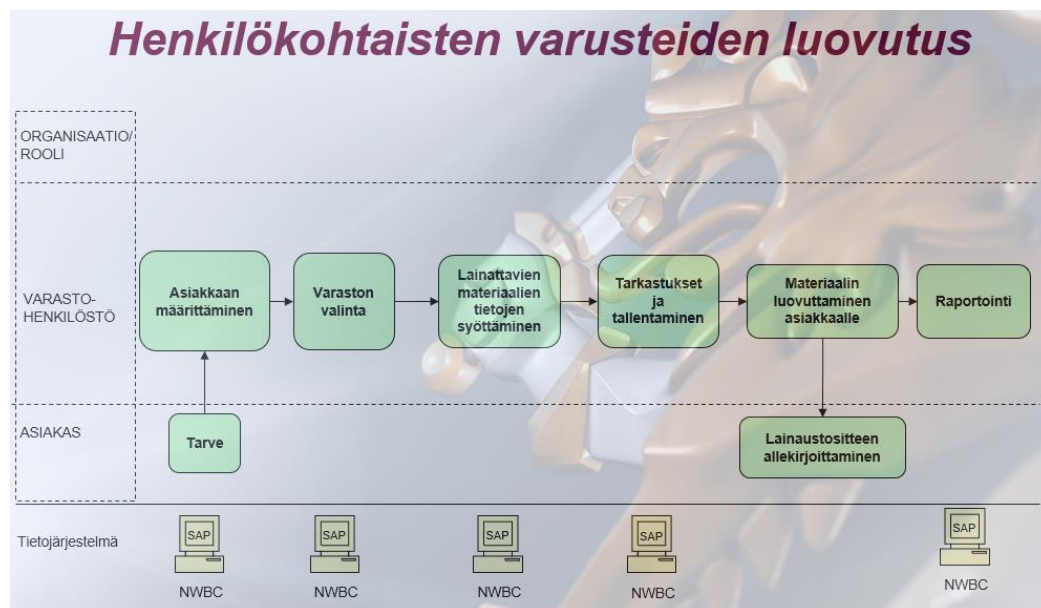 Henkilökohtaisten varusteiden luovutus
ORGANISAATIO/
ROOLI
VARASTO-
HENKILÖSTÖ
Asiakkaan
määrittäminen
Varaston
valinta
Lainattavien
materiaalien
tietojen
syöttäminen
Tarkastukset
ja
tallentaminen
Materiaalin
luovuttaminen
asiakkaalle
Raportointi
ASIAKAS
Tarve
Lainaustositteen
allekirjoittaminen
Tietojärjestelmä
SAP
NWBC
SAP
NWBC
SAP
NWBC
SAP
NWBC
SAP
NWBC